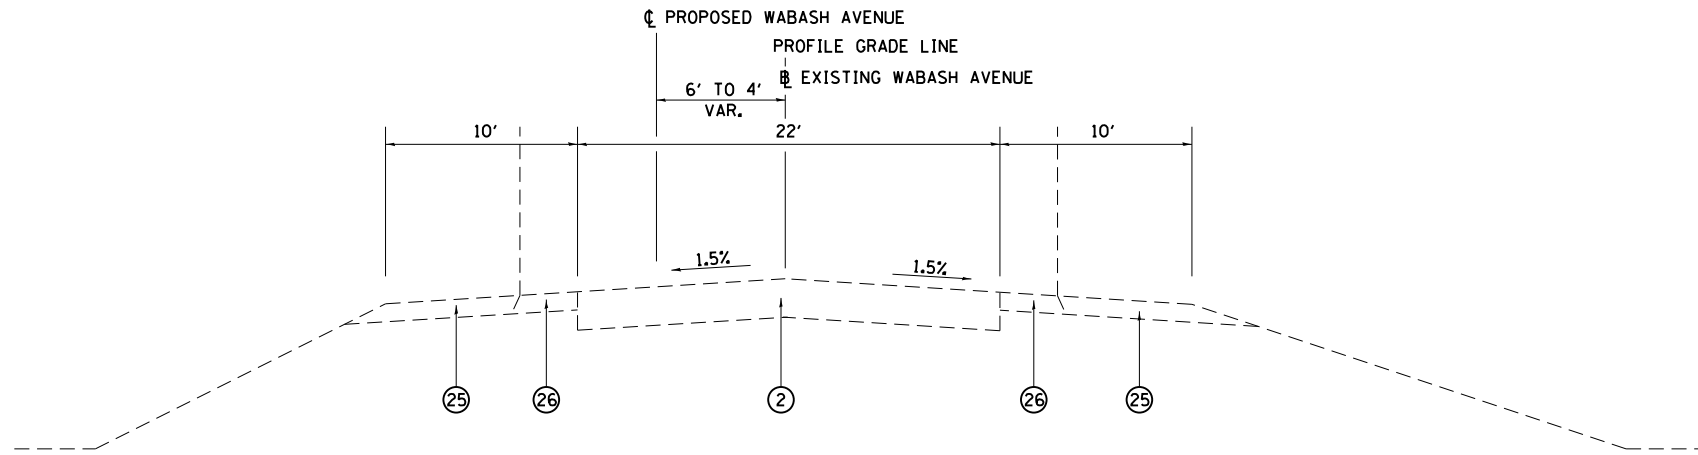 ℄ PROPOSED WABASH AVENUE
PROFILE GRADE LINE
B EXISTING WABASH AVENUE
6' TO 4'
VAR.
10'
22'
10'
1.5%
1.5%
25
26
2
26
25